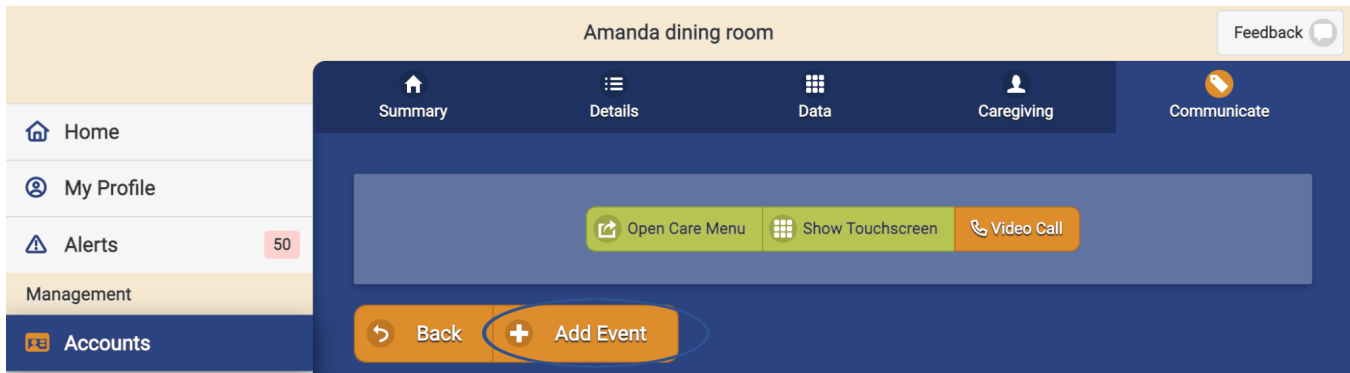 Amanda dining room
Feedback
Summary
Details
Data
Caregiving
Communicate
Home
My Profile
Alerts
50
Management
Accounts
Open Care Menu
Show Touchscreen
Video Call
Back
Add Event